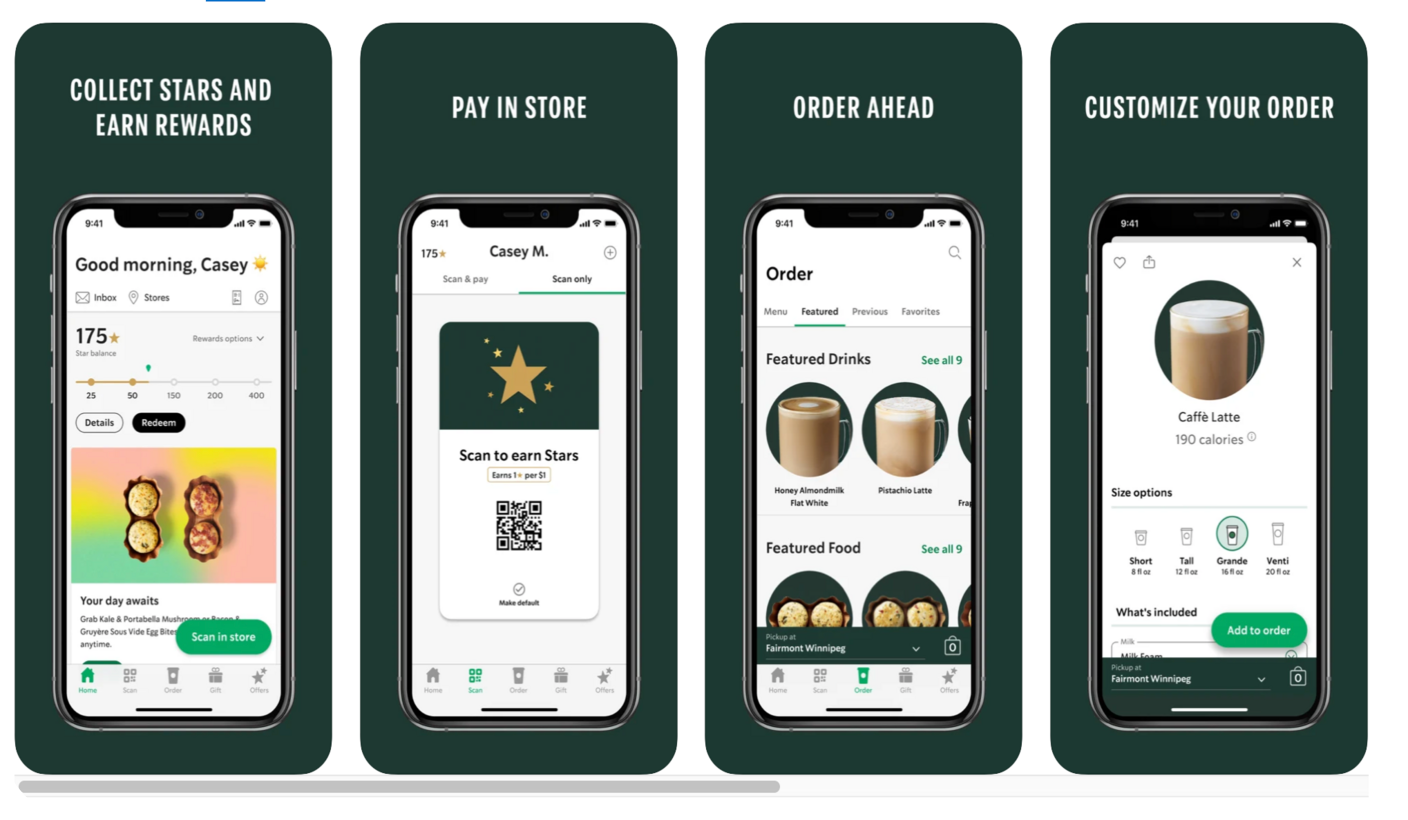 COLLECT STARS AND
EARN REWARDS
9:41
Good morning, Casey
Inbox
Stores
175
Star balance
Rewards options
25 50 150 200 400
Details
Redeem
Your day awaits
Grab Kale & Portabella Mushroom or Bacon &
Gruyère Sous Vide Egg Bites
anytime.
Scan in store
Home Scan Order Gift Offers
PAY IN STORE
9:41
175
Casey M.
Scan & pay
Scan only
Scan to earn Stars
Earns 1★ per $1
Make default
Home Scan Order Gift Offers
ORDER AHEAD
9:41
Order
Menu Featured Previous Favorites
Featured Drinks
See all 9
Honey Almondmilk
Flat White
Pistachio Latte
Featured Food
See all 9
Pickup at
Fairmont Winnipeg
0
Home Scan Order Gift Offers
CUSTOMIZE YOUR ORDER
9:41
Caffè Latte
190 calories
Size options
Short Tall Grande Venti
8 fl oz 12 fl oz 16 fl oz 20 fl oz
What's included
Add to order
Milk
Milk Foam
Pickup at
Fairmont Winnipeg
0